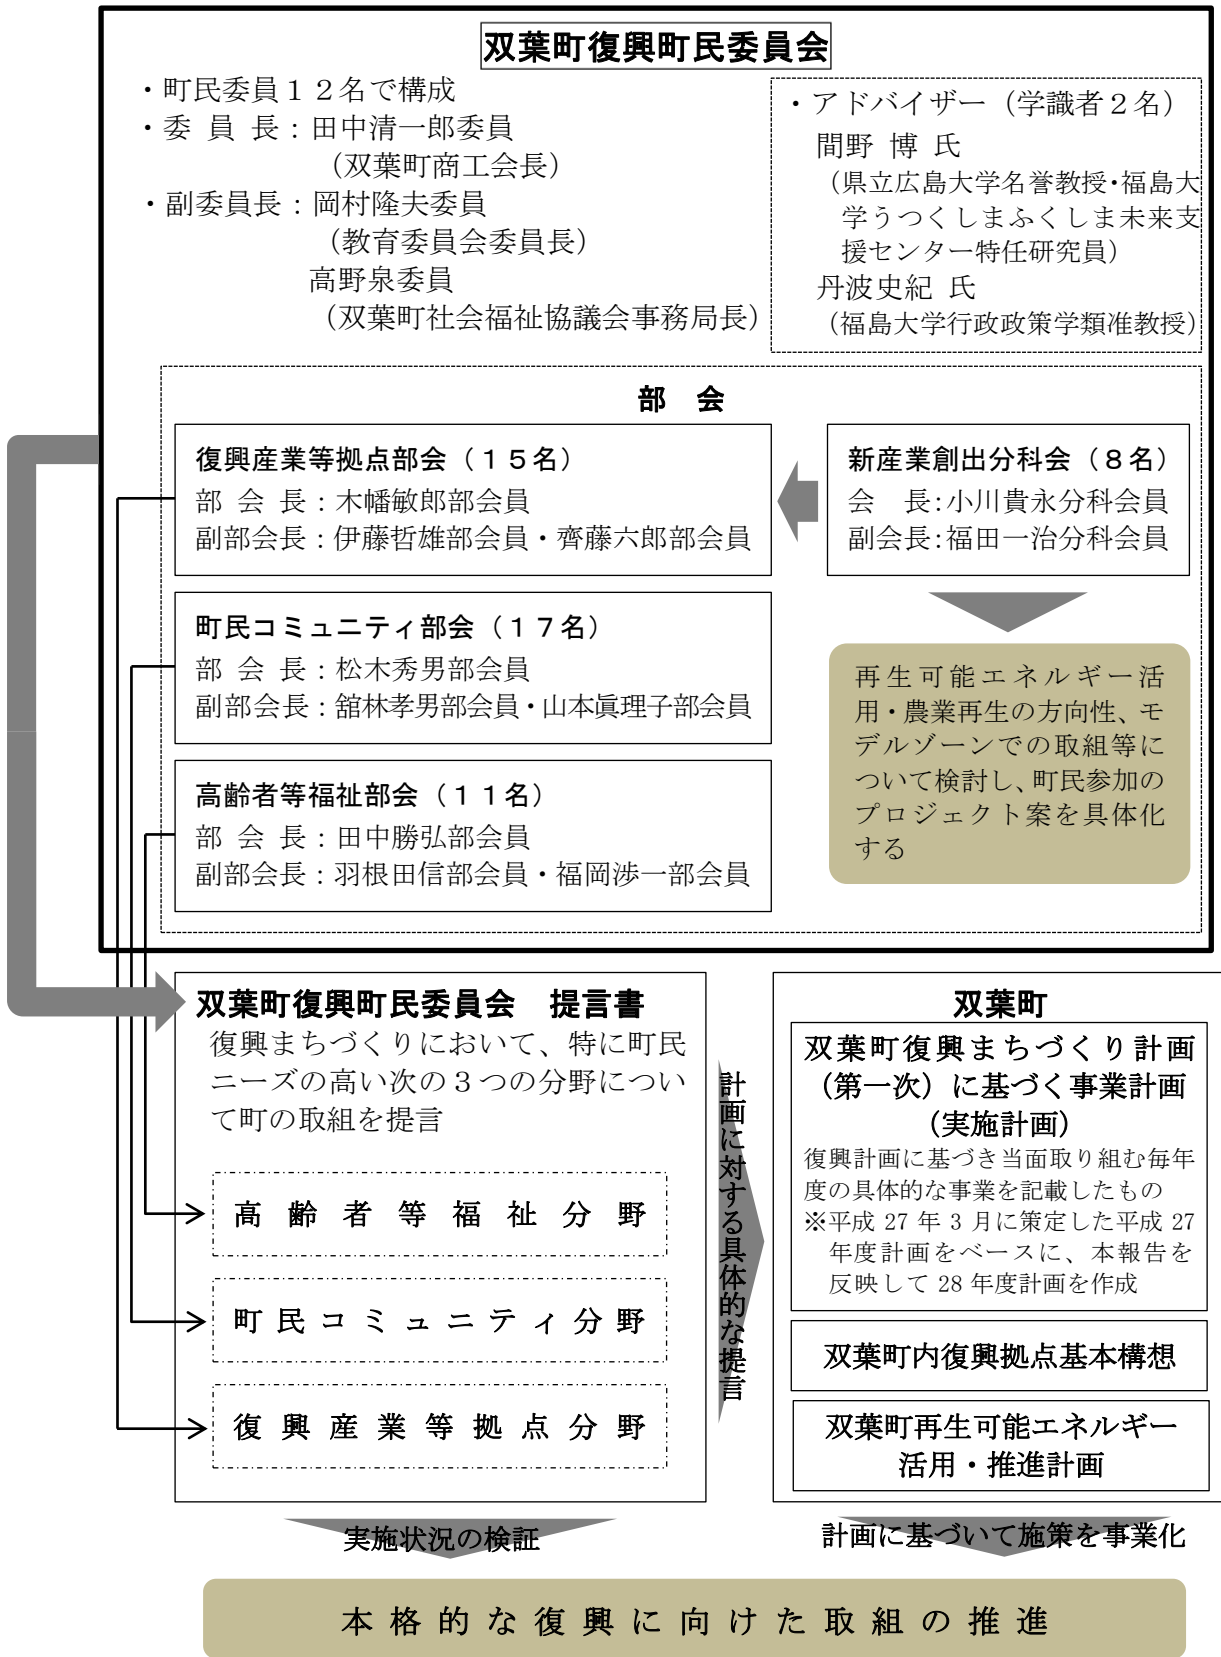 双葉町復興町民委員会
・町民委員１２名で構成
・委 員 長：田中清一郎委員
（双葉町商工会長）
・副委員長：岡村隆夫委員
（教育委員会委員長）
高野泉委員
（双葉町社会福祉協議会事務局長）
・アドバイザー（学識者２名）
間野 博 氏
（県立広島大学名誉教授・福島大
学うつくしまふくしま未来支
援センター特任研究員）
丹波史紀 氏
（福島大学行政政策学類准教授）
部 会
復興産業等拠点部会（１５名）
部 会 長：木幡敏郎部会員
副部会長：伊藤哲雄部会員・齊藤六郎部会員
新産業創出分科会（８名）
会 長：小川貴永分科会員
副会長：福田一治分科会員
町民コミュニティ部会（１７名）
部 会 長：松木秀男部会員
副部会長：舘林孝男部会員・山本眞理子部会員
再生可能エネルギー活
用・農業再生の方向性、モ
デルゾーンでの取組等に
ついて検討し、町民参加の
プロジェクト案を具体化
する
高齢者等福祉部会（１１名）
部 会 長：田中勝弘部会員
副部会長：羽根田信部会員・福岡渉一部会員
双葉町復興町民委員会 提言書
復興まちづくりにおいて、特に町民
ニーズの高い次の３つの分野につい
て町の取組を提言
高齢者等福祉分野
町民コミュニティ分野
復興産業等拠点分野
計画に対する具体的な提言
双葉町
双葉町復興まちづくり計画
（第一次）に基づく事業計画
（実施計画）
復興計画に基づき当面取り組む毎年
度の具体的な事業を記載したもの
※平成 27 年 3 月に策定した平成 27
年度計画をベースに、本報告を
反映して 28 年度計画を作成
双葉町内復興拠点基本構想
双葉町再生可能エネルギー
活用・推進計画
実施状況の検証
計画に基づいて施策を事業化
本格的な復興に向けた取組の推進